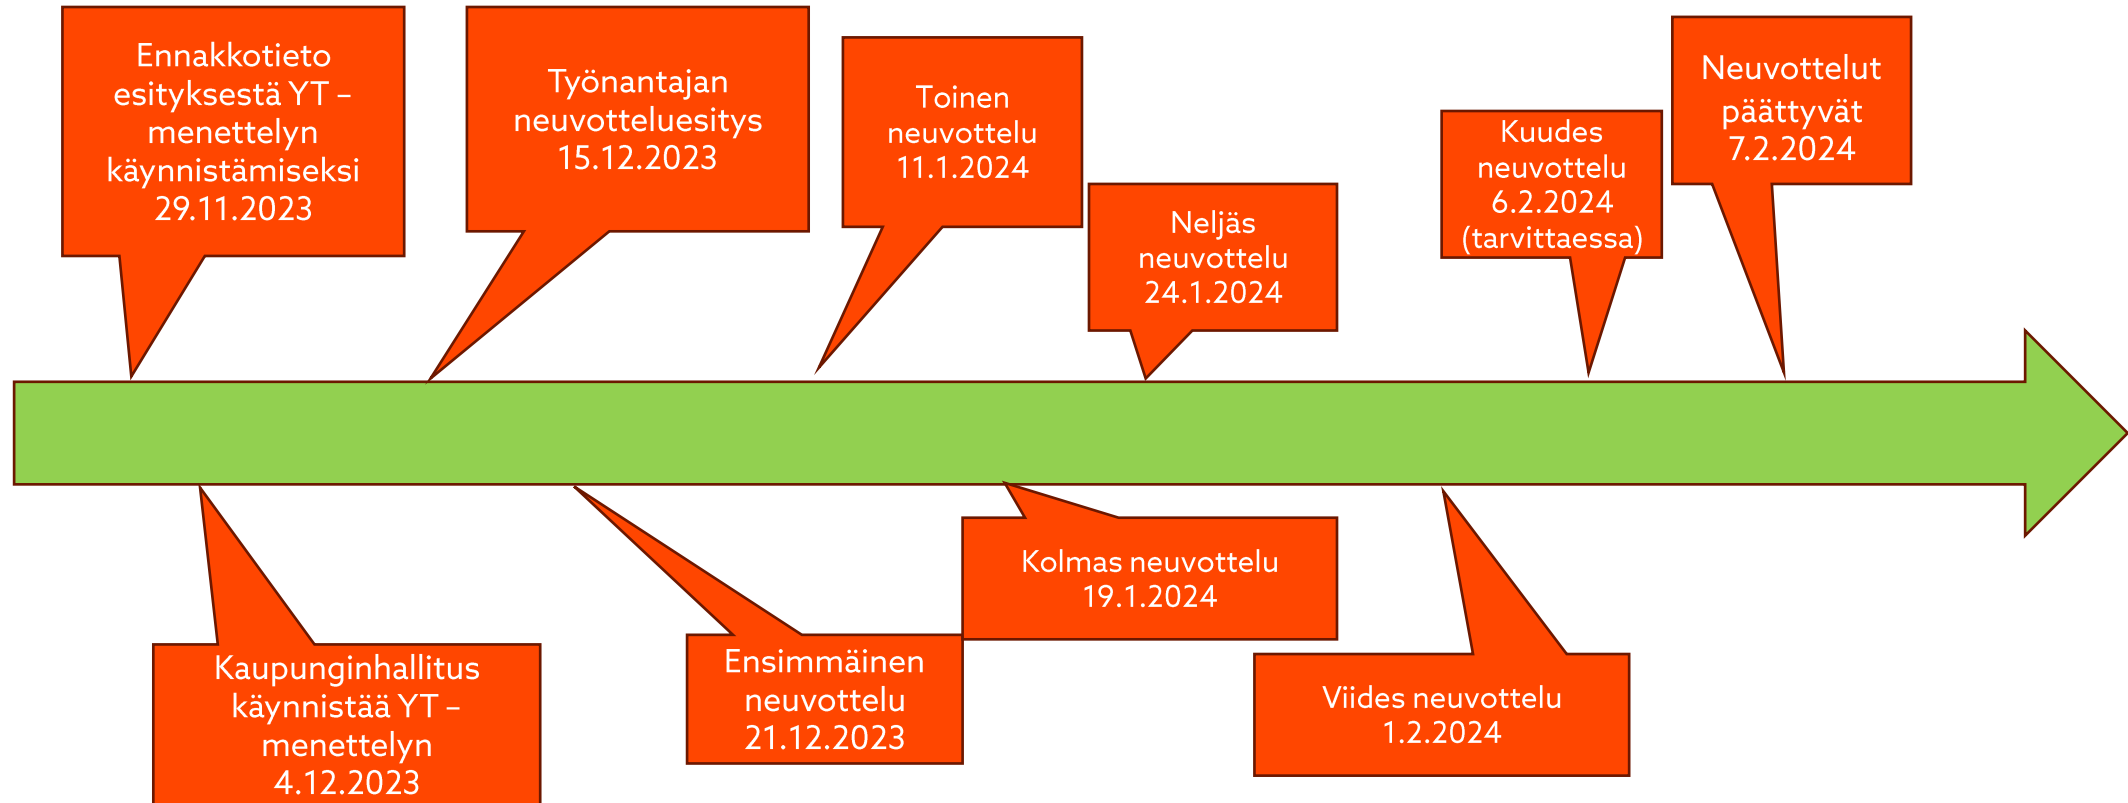 Ennakkotieto
esityksestä YT –
menettelyn
käynnistämiseksi
29.11.2023
Työnantajan
neuvotteluesitys
15.12.2023
Toinen
neuvottelu
11.1.2024
Neljäs
neuvottelu
24.1.2024
Kuudes
neuvottelu
6.2.2024
(tarvittaessa)
Neuvottelut
päättyvät
7.2.2024
Kaupunginhallitus
käynnistää YT –
menettelyn
4.12.2023
Ensimmäinen
neuvottelu
21.12.2023
Kolmas neuvottelu
19.1.2024
Viides neuvottelu
1.2.2024